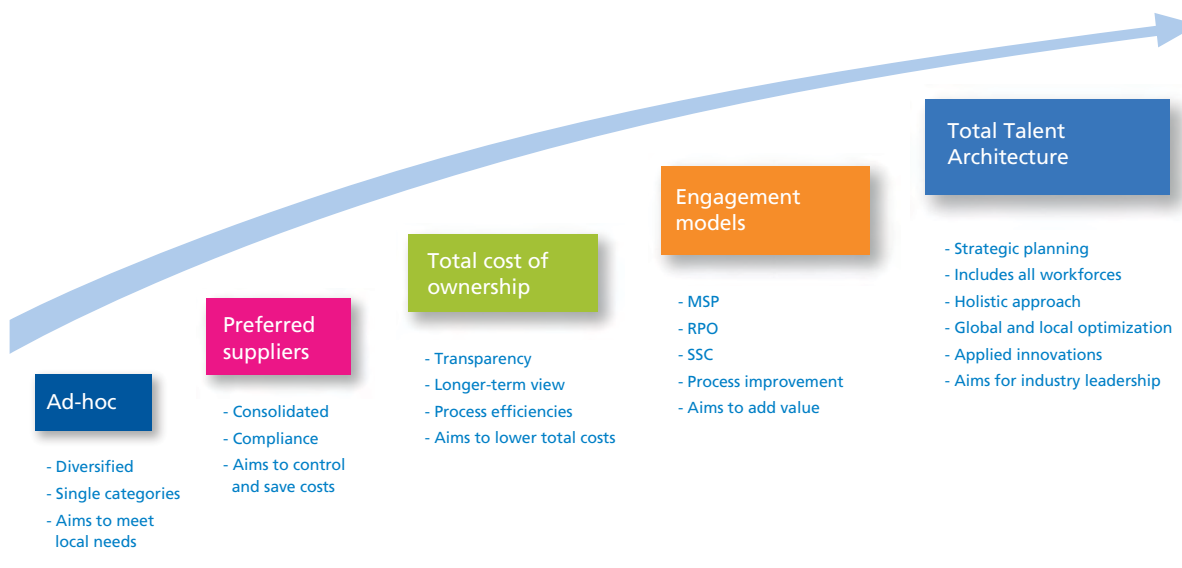 Ad-hoc
- Diversified
- Single categories
- Aims to meet
local needs
Preferred
suppliers
- Consolidated
- Compliance
- Aims to control
and save costs
Total cost of
ownership
- Transparency
- Longer-term view
- Process efficiencies
- Aims to lower total costs
Engagement
models
- MSP
- RPO
- SSC
- Process improvement
- Aims to add value
Total Talent
Architecture
- Strategic planning
- Includes all workforces
- Holistic approach
- Global and local optimization
- Applied innovations
- Aims for industry leadership